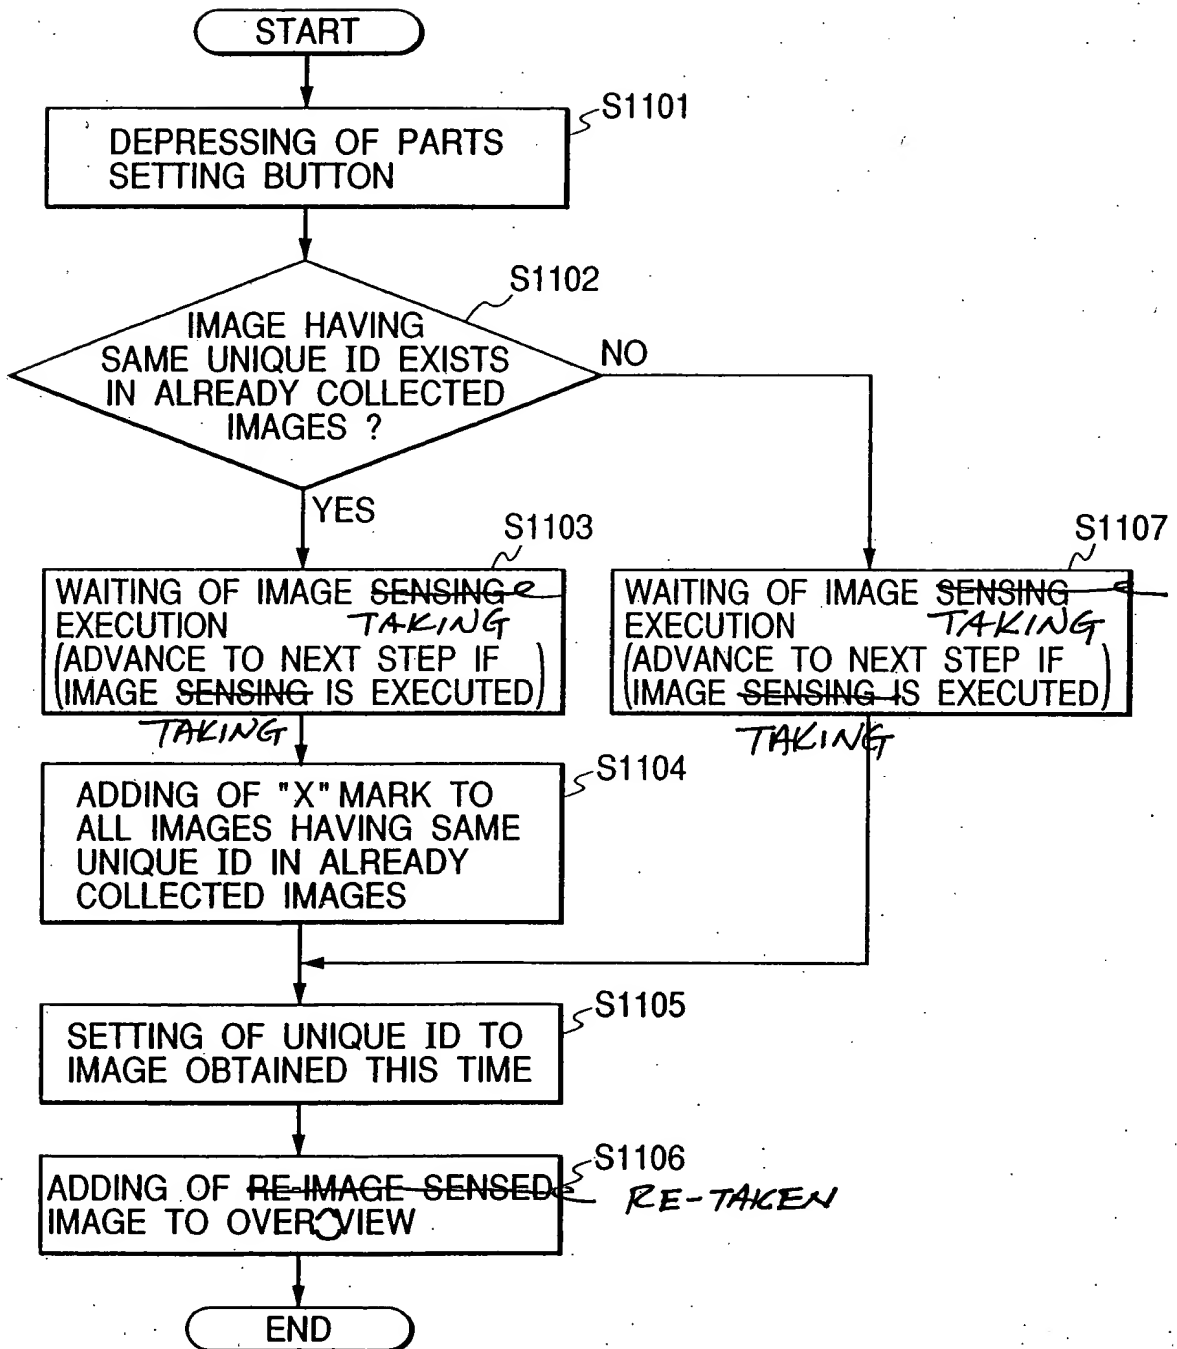 START
S1101
DEPRESSING OF PARTS
SETTING BUTTON
S1102
IMAGE HAVING
SAME UNIQUE ID EXISTS
IN ALREADY COLLECTED
IMAGES ?
NO
YES
S1103
WAITING OF IMAGE SENSING
EXECUTION TAKING
(ADVANCE TO NEXT STEP IF
IMAGE SENSING IS EXECUTED)
TAKING
S1107
WAITING OF IMAGE SENSING
EXECUTION TAKING
(ADVANCE TO NEXT STEP IF
IMAGE SENSING IS EXECUTED)
TAKING
S1104
ADDING OF "X" MARK TO
ALL IMAGES HAVING SAME
UNIQUE ID IN ALREADY
COLLECTED IMAGES
S1105
SETTING OF UNIQUE ID TO
IMAGE OBTAINED THIS TIME
S1106
ADDING OF RE-IMAGE SENSED RE-TAKEN
IMAGE TO OVER VIEW
END